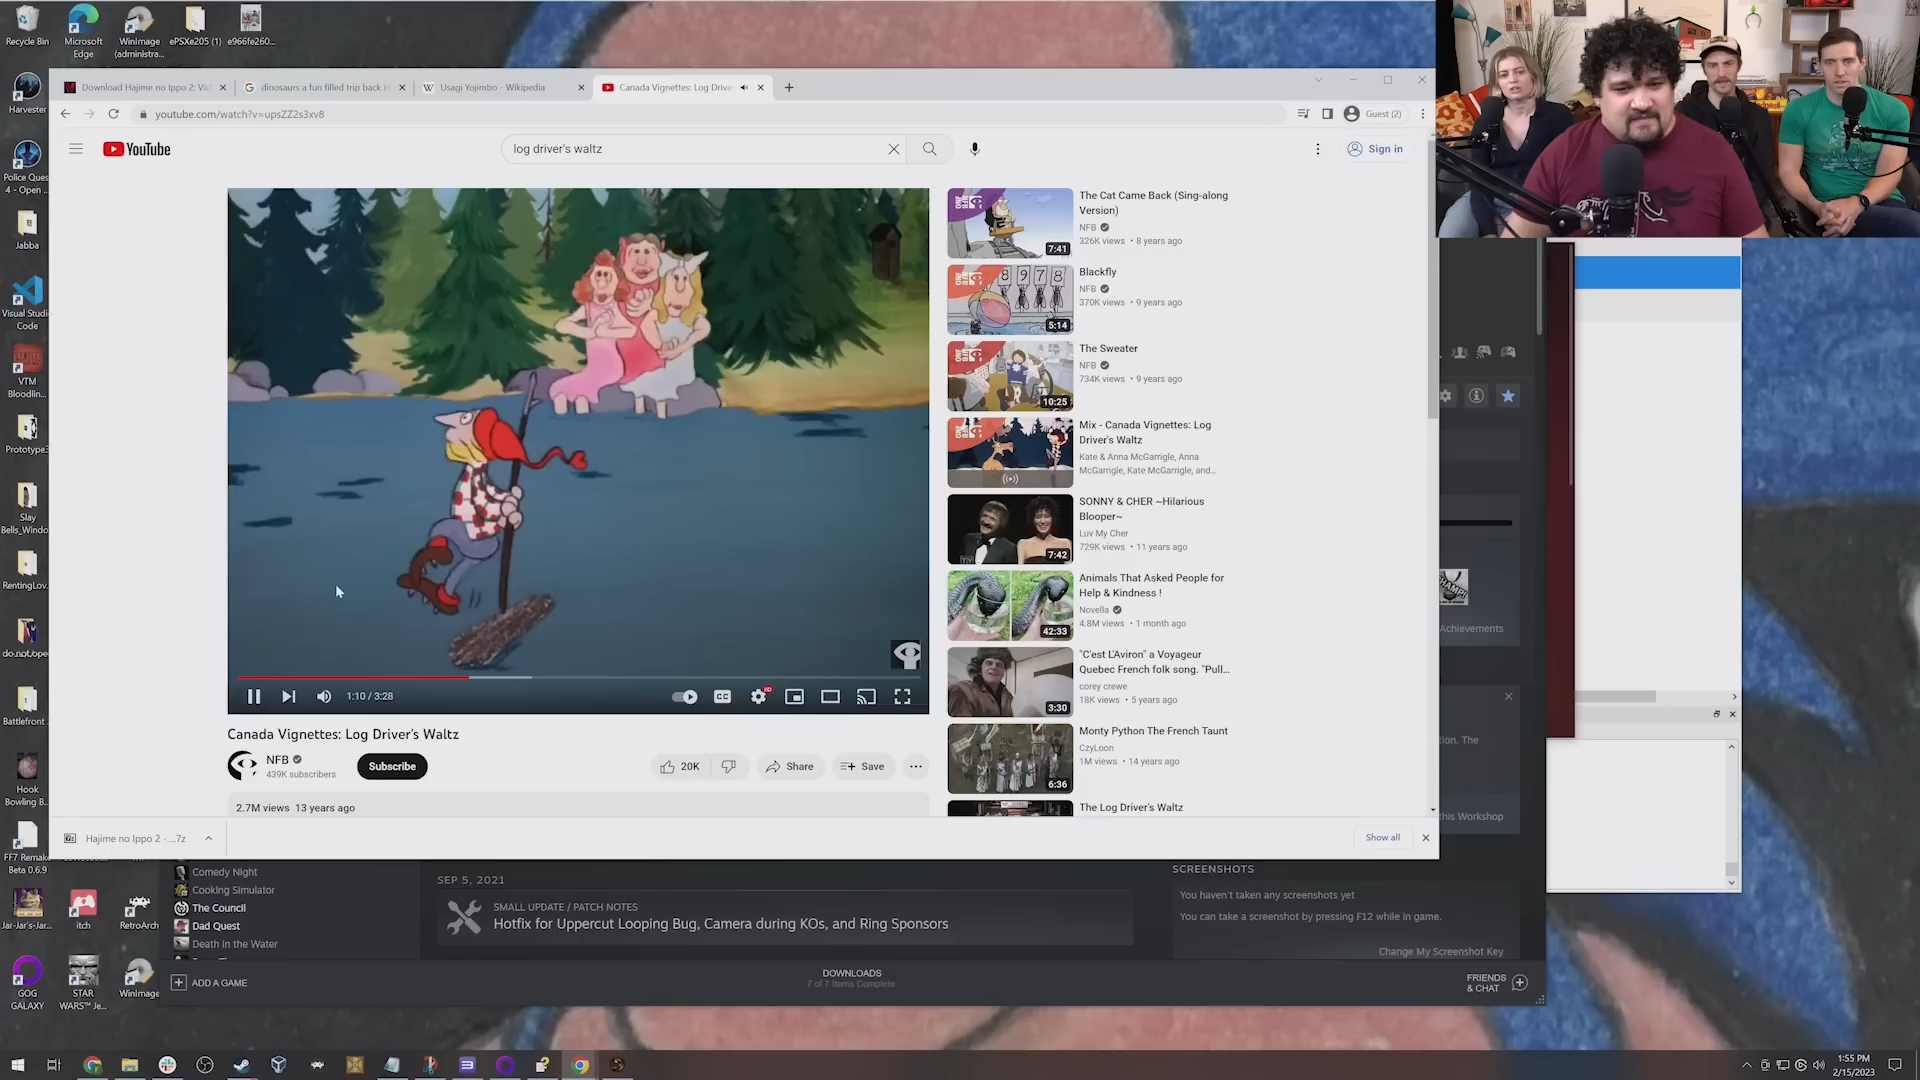 Recycle Bin
Microsoft Edge
WinImage (administra...
ePSXe205 (1)
e966fe260...
Harvester
Police Ques 4 - Open ...
Jabba
Visual Studi Code
VTM Bloodlin...
Prototype3
Slay Bells_Windo
RentingLov...
do.not.ope
Battlefront
Hook Bowling B...
FF7 Remake Beta 0.6.9
Jar-Jar's-Jar...
itch
RetroArch
GOG GALAXY
STAR WARS™ Je...
WinImage
Download Hajime no Ippo 2: Vic
dinosaurs a fun filled trip back in
Usagi Yojimbo - Wikipedia
Canada Vignettes: Log Drive
youtube.com/watch?v=upsZZ2s3xv8
Guest (2)
YouTube
log driver's waltz
Sign in
1:10 / 3:28
CC
HD
Canada Vignettes: Log Driver's Waltz
NFB
439K subscribers
Subscribe
20K
Share
Save
2.7M views 13 years ago
The Cat Came Back (Sing-along
Version)
NFB
326K views • 8 years ago
7:41
Blackfly
NFB
370K views • 9 years ago
8 9 7 8
5:14
The Sweater
NFB
734K views • 9 years ago
10:25
Mix - Canada Vignettes: Log
Driver's Waltz
Kate & Anna McGarrigle, Anna
McGarrigle, Kate McGarrigle, and...
SONNY & CHER ~Hilarious
Blooper~
Luv My Cher
729K views • 11 years ago
7:42
Animals That Asked People for
Help & Kindness !
Novella
4.8M views • 1 month ago
42:33
"C'est L'Aviron" a Voyageur
Quebec French folk song. "Pull...
corey crewe
18K views • 5 years ago
3:30
Monty Python The French Taunt
CzyLoon
1M views • 14 years ago
6:36
The Log Driver's Waltz
Hajime no Ippo 2 -....7z
Show all
Achievements
tion. The
this Workshop
Comedy Night
Cooking Simulator
The Council
Dad Quest
Death in the Water
ADD A GAME
SEP 5, 2021
SMALL UPDATE / PATCH NOTES
Hotfix for Uppercut Looping Bug, Camera during KOs, and Ring Sponsors
SCREENSHOTS
You haven't taken any screenshots yet
You can take a screenshot by pressing F12 while in game.
Change My Screenshot Key
DOWNLOADS
7 of 7 Items Complete
FRIENDS
& CHAT
1:55 PM
2/15/2023